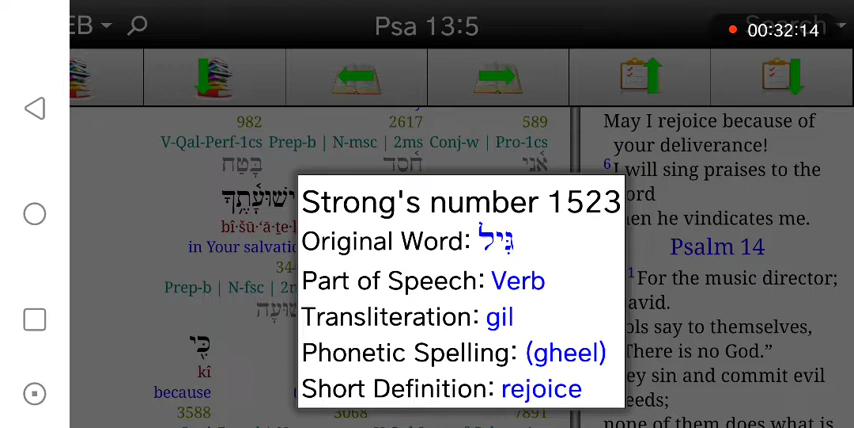 EB
Psa 13:5
00:32:14
982 2617 589
V-Qal-Perf-1cs Prep-b | N-msc | 2ms Conj-w | Pro-1cs
בָּטַח חֶסֶד אֲנִי
bî·šū·‘ā·ṯe·
in Your salvatio
Prep-b | N-fsc | 2
כִּ֖י
kî
because
3588 3068 7891
Strong's number 1523
Original Word: גִּיל
Part of Speech: Verb
Transliteration: gil
Phonetic Spelling: (gheel)
Short Definition: rejoice
May I rejoice because of
your deliverance!
6 I will sing praises to the
ord
en he vindicates me.
Psalm 14
1 For the music director;
avid.
ols say to themselves,
There is no God.”
ey sin and commit evil
eeds;
none of them does what is